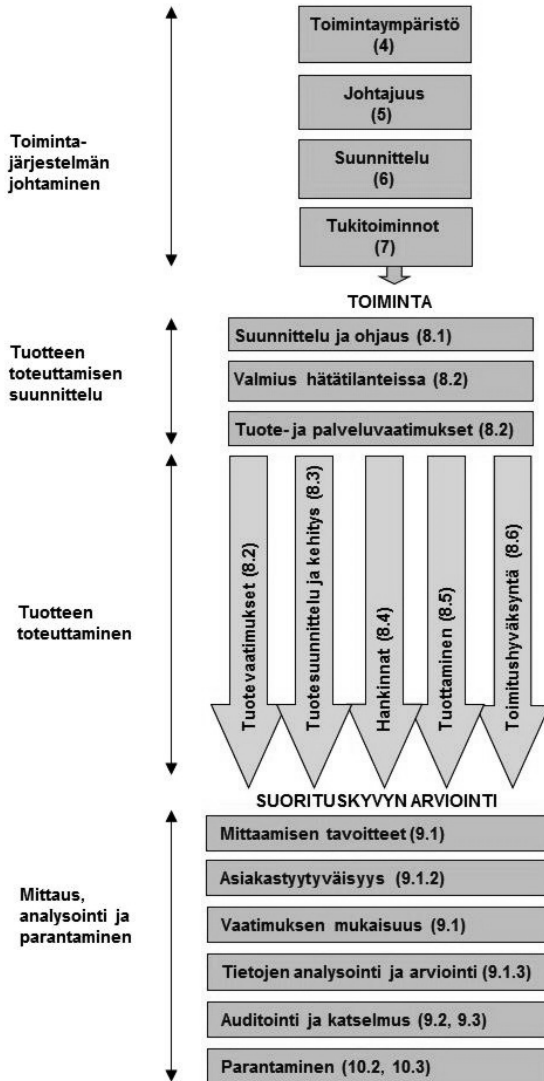 Toimintaympäristö
(4)
Johtajuus
(5)
Toiminta-
järjestelmän
johtaminen
Suunnittelu
(6)
Tukitoiminnot
(7)
TOIMINTA
Tuotteen
toteuttamisen
suunnittelu
Suunnittelu ja ohjaus (8.1)
Valmius hätätilanteissa (8.2)
Tuote- ja palveluvaatimukset (8.2)
Tuotteen
toteuttaminen
Tuotevaatimukset (8.2)
Tuotesuunnittelu ja kehitys (8.3)
Hankinnat (8.4)
Tuottaminen (8.5)
Toimitushyväksyntä (8.6)
SUORITUSKYVYN ARVIOINTI
Mittaus,
analysointi ja
parantaminen
Mittaamisen tavoitteet (9.1)
Asiakastyytyväisyys (9.1.2)
Vaatimuksen mukaisuus (9.1)
Tietojen analysointi ja arviointi (9.1.3)
Auditointi ja katselmus (9.2, 9.3)
Parantaminen (10.2, 10.3)